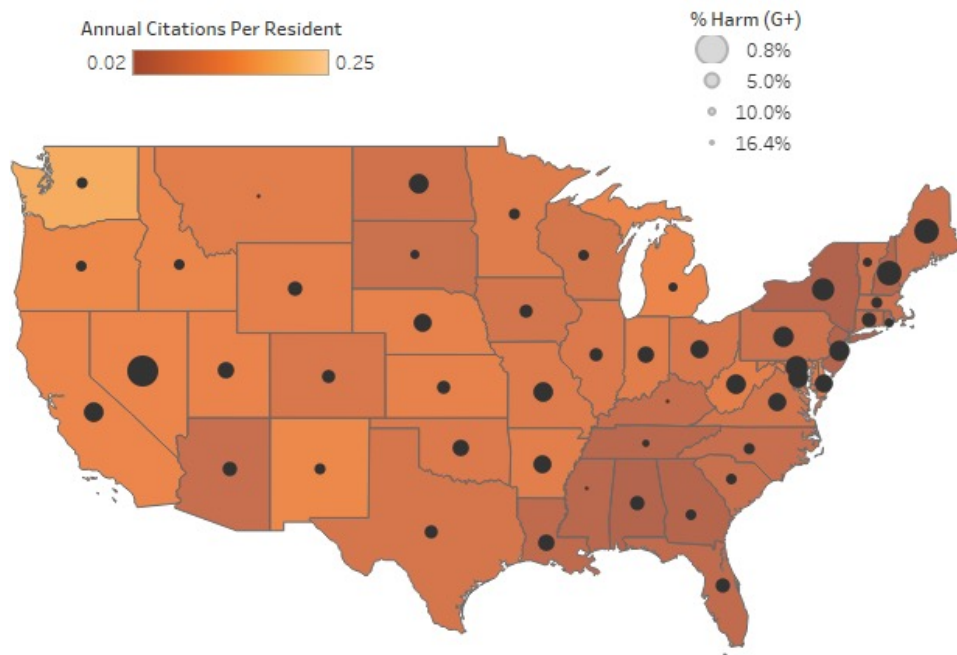 Annual Citations Per Resident
0.02 0.25
% Harm (G+)
0.8%
5.0%
10.0%
16.4%